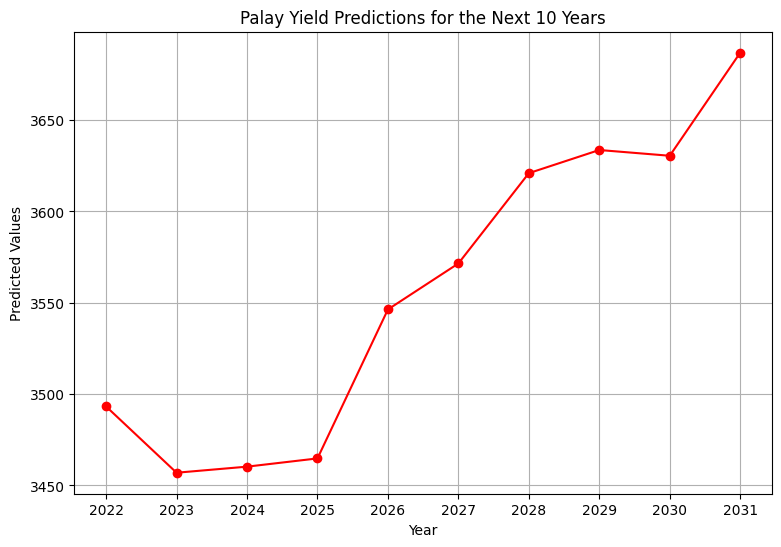 Palay Yield Predictions for the Next 10 Years
Predicted Values
3650
3600
3550
3500
3450
2022 2023 2024 2025 2026 2027 2028 2029 2030 2031
Year